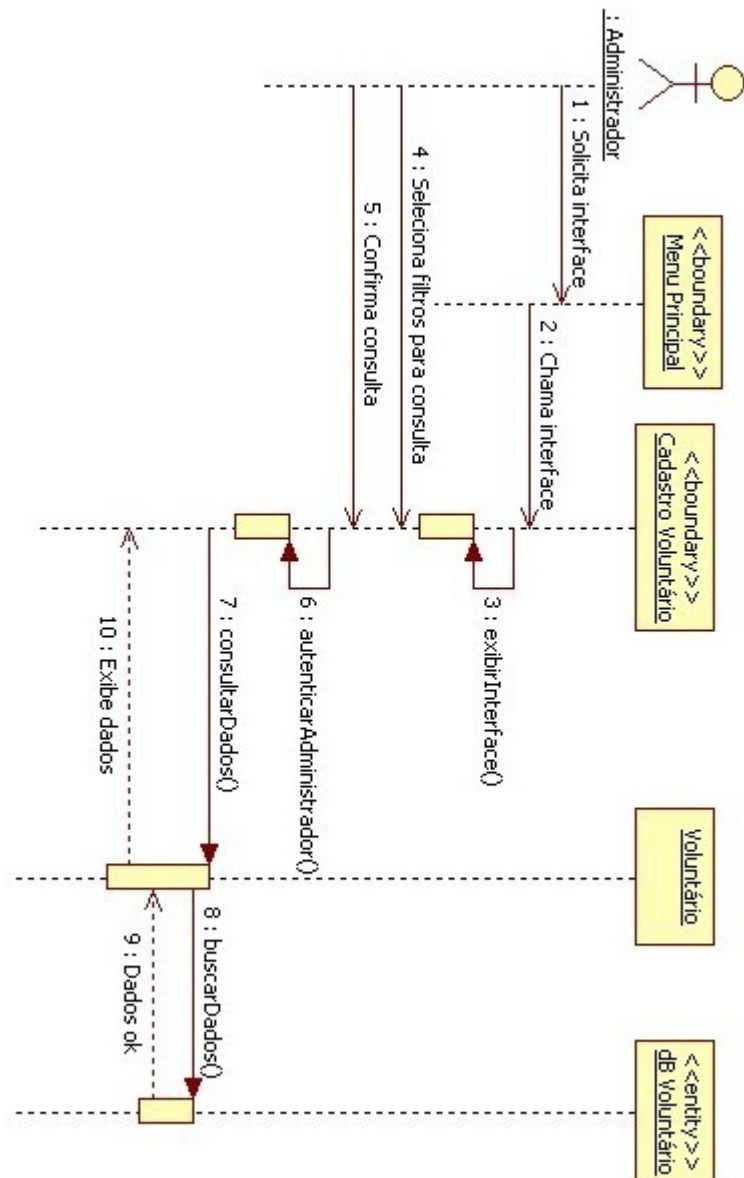 : Administrador
<<boundary>>
Menu Principal
<<boundary>>
Cadastro Voluntário
Voluntário
<<entity>>
dB Voluntário
1 : Solicita interface
2 : Chama interface
3 : exibirInterface()
4 : Seleciona filtros para consulta
5 : Confirma consulta
6 : autenticarAdministrador()
7 : consultarDados()
8 : buscarDados()
9 : Dados ok
10 : Exibe dados